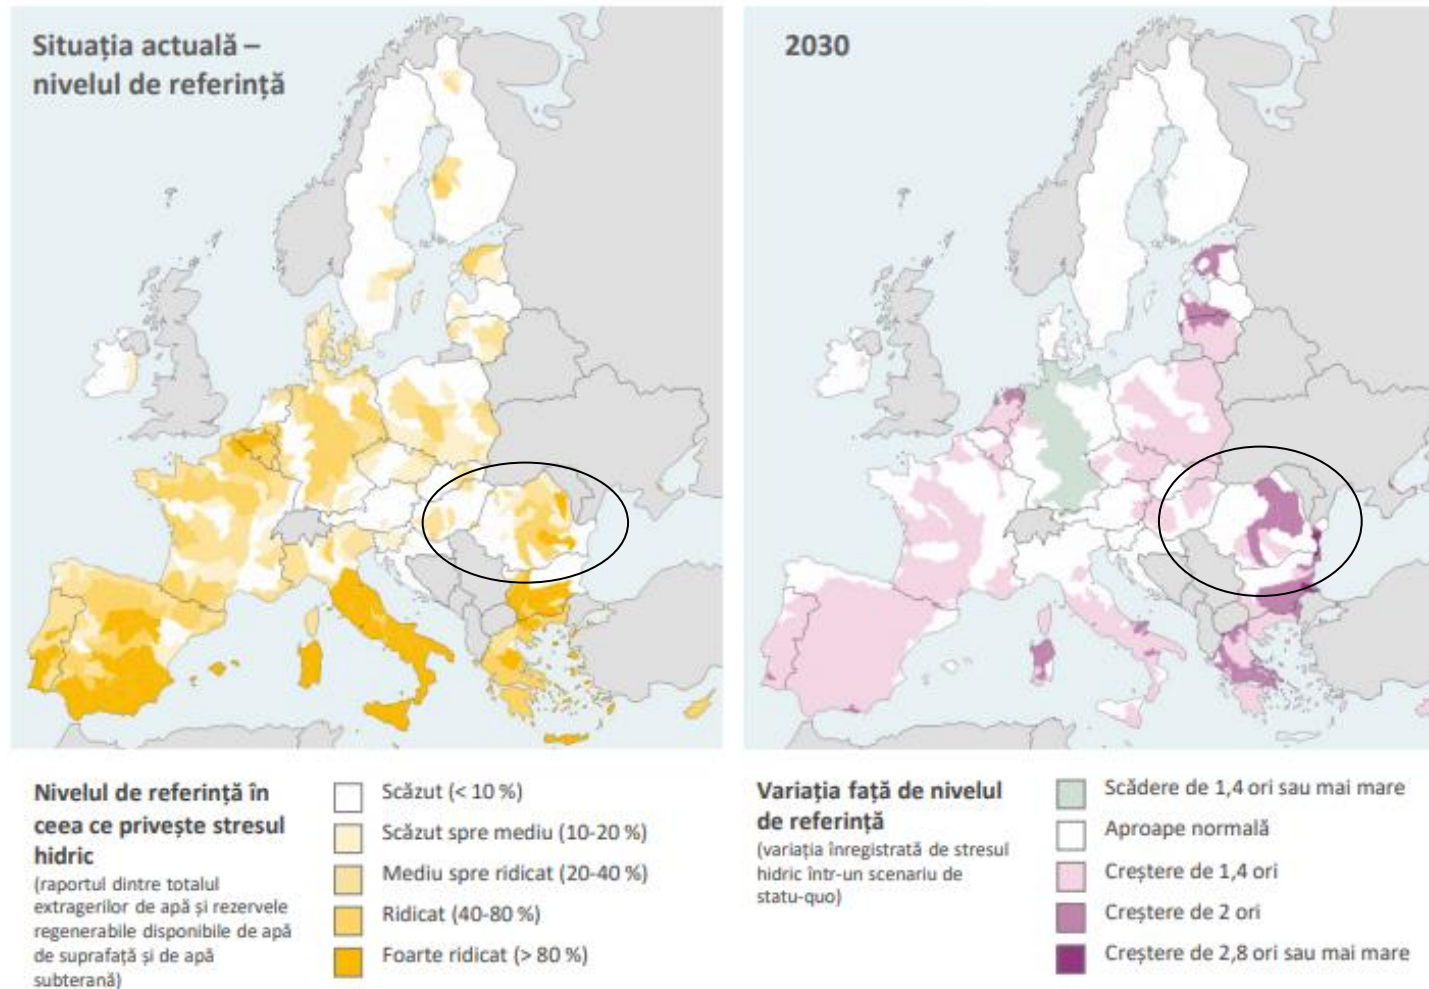 Situația actuală –
nivelul de referință
2030
Nivelul de referință în
ceea ce privește stresul
hidric
(raportul dintre totalul
extragerilor de apă și rezervele
regenerabile disponibile de apă
de suprafață și de apă
subterană)
Scăzut (< 10 %)
Scăzut spre mediu (10-20 %)
Mediu spre ridicat (20-40 %)
Ridicat (40-80 %)
Foarte ridicat (> 80 %)
Variația față de nivelul
de referință
(variația înregistrată de stresul
hidric într-un scenariu de
statu-quo)
Scădere de 1,4 ori sau mai mare
Aproape normală
Creștere de 1,4 ori
Creștere de 2 ori
Creștere de 2,8 ori sau mai mare